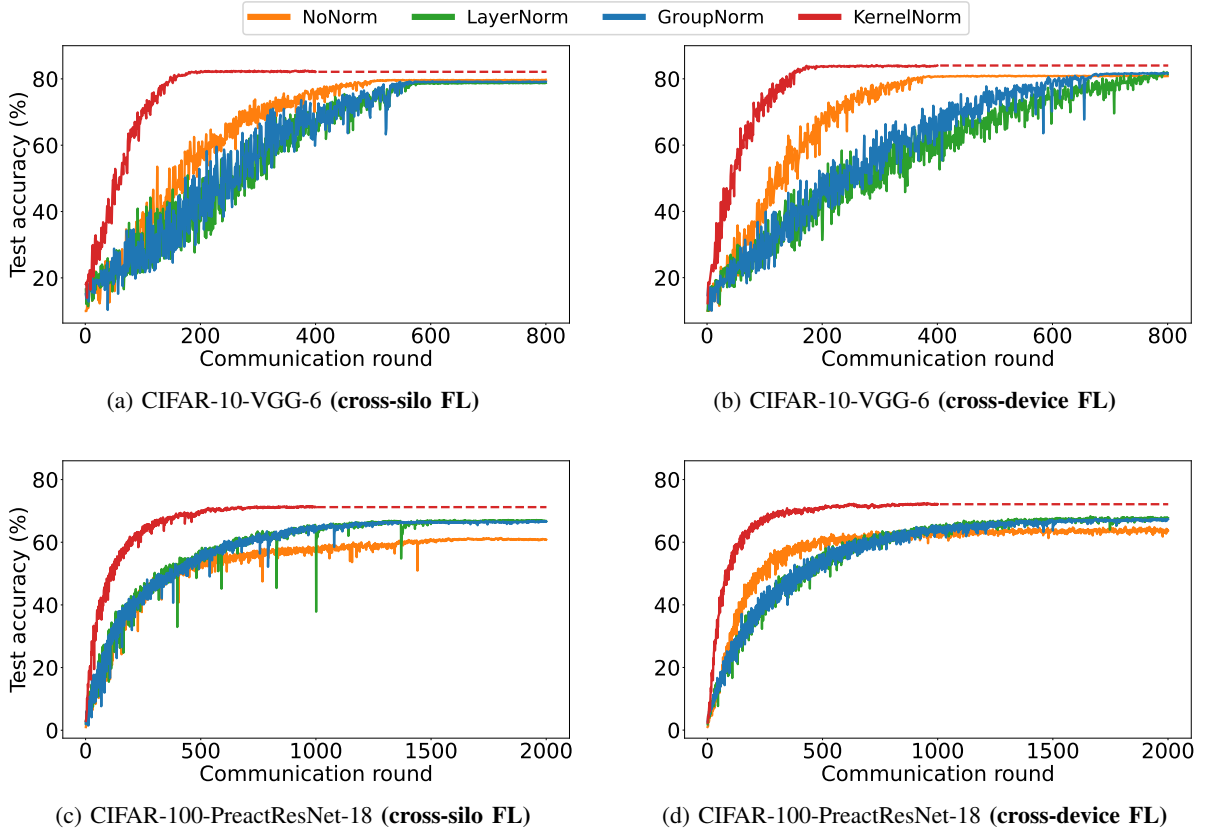 NoNorm LayerNorm GroupNorm KernelNorm
Test accuracy (%)
80
60
40
20
0 200 400 600 800
Communication round
(a) CIFAR-10-VGG-6 (cross-silo FL)
80
60
40
20
0 200 400 600 800
Communication round
(b) CIFAR-10-VGG-6 (cross-device FL)
Test accuracy (%)
80
60
40
20
0
0 500 1000 1500 2000
Communication round
(c) CIFAR-100-PreactResNet-18 (cross-silo FL)
80
60
40
20
0
0 500 1000 1500 2000
Communication round
(d) CIFAR-100-PreactResNet-18 (cross-device FL)